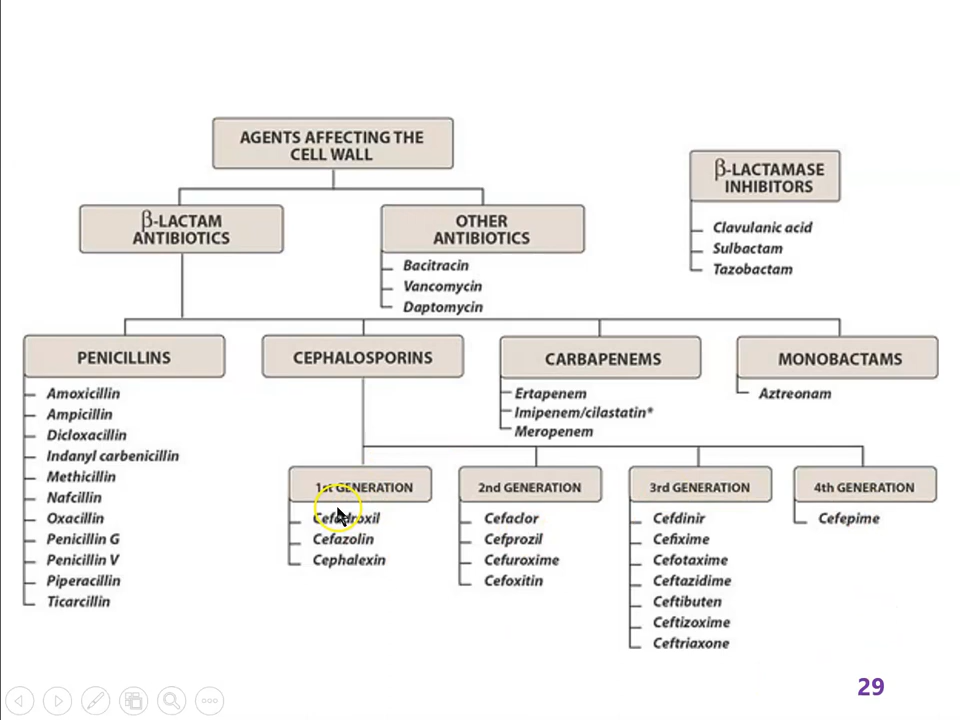 AGENTS AFFECTING THE
CELL WALL
β-LACTAMASE
INHIBITORS
Clavulanic acid
Sulbactam
Tazobactam
β-LACTAM
ANTIBIOTICS
OTHER
ANTIBIOTICS
Bacitracin
Vancomycin
Daptomycin
PENICILLINS
Amoxicillin
Ampicillin
Dicloxacillin
Indanyl carbenicillin
Methicillin
Nafcillin
Oxacillin
Penicillin G
Penicillin V
Piperacillin
Ticarcillin
CEPHALOSPORINS
CARBAPENEMS
Ertapenem
Imipenem/cilastatin*
Meropenem
MONOBACTAMS
Aztreonam
1st GENERATION
Cefadroxil
Cefazolin
Cephalexin
2nd GENERATION
Cefaclor
Cefprozil
Cefuroxime
Cefoxitin
3rd GENERATION
Cefdinir
Cefixime
Cefotaxime
Ceftazidime
Ceftibuten
Ceftizoxime
Ceftriaxone
4th GENERATION
Cefepime
29